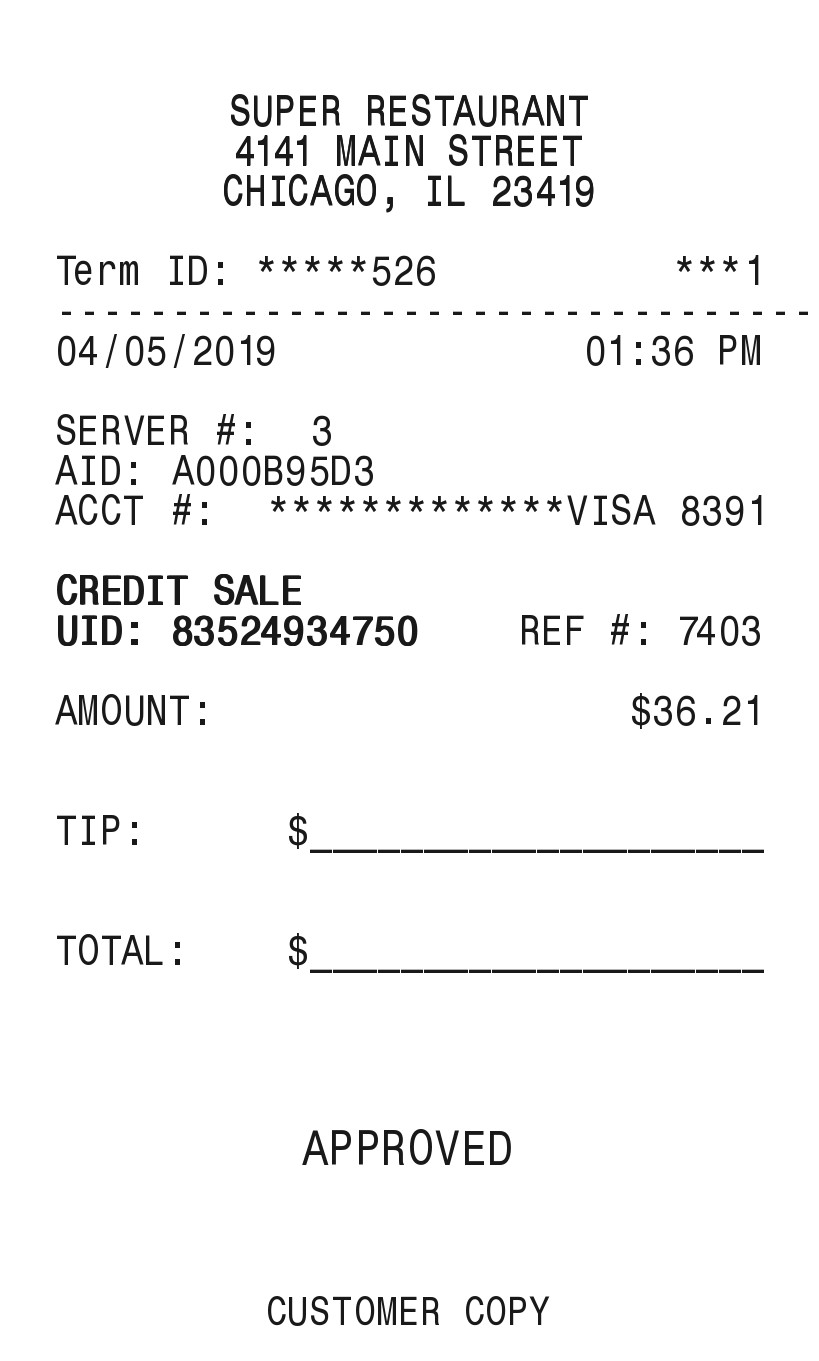 SUPER RESTAURANT
4141 MAIN STREET
CHICAGO, IL 23419
Term ID: *****526 ***1
---------------------------------
04/05/2019 01:36 PM
SERVER #: 3
AID: A000B95D3
ACCT #: *************VISA 8391
CREDIT SALE
UID: 83524934750 REF #: 7403
AMOUNT: $36.21
TIP: $____________________
TOTAL: $____________________
APPROVED
CUSTOMER COPY